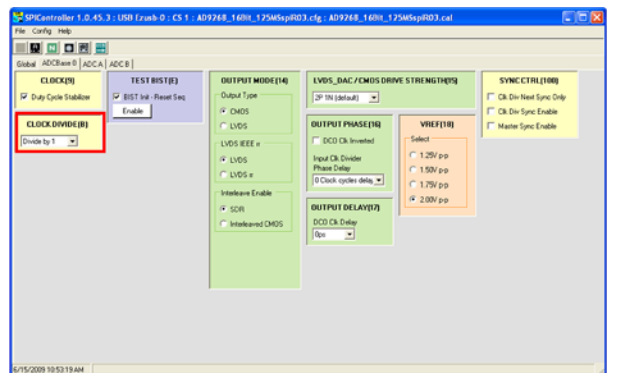 SPIController 1.0.45.3 : USB Ezusb-0 : CS 1 : AD9268_16Bit_125MSspiR03.cfg : AD9268_16Bit_125MSspiR03.cal
File Config Help
Global ADCBase 0 ADC A ADC B
CLOCK(9)
Duty Cycle Stabilizer
CLOCK DIVIDE(B)
Divide by 1
TEST BIST(E)
BIST Init - Reset Seq
Enable
OUTPUT MODE(14)
Output Type
CMOS
LVDS
LVDS IEEE
LVDS
LVDS
Interleave Enable
SDR
Interleaved CMOS
LVDS_DAC / CMOS DRIVE STRENGTH(15)
2P 1N (default)
OUTPUT PHASE(16)
DCO Clk Inverted
Input Clk Divider
Phase Delay
0 Clock cycles delay
OUTPUT DELAY(17)
DCO Clk Delay
0ps
VREF(18)
Select
1.25V p-p
1.50V p-p
1.75V p-p
2.00V p-p
SYNC CTRL(100)
Clk Div Next Sync Only
Clk Div Sync Enable
Master Sync Enable
6/15/2009 10:53:19 AM